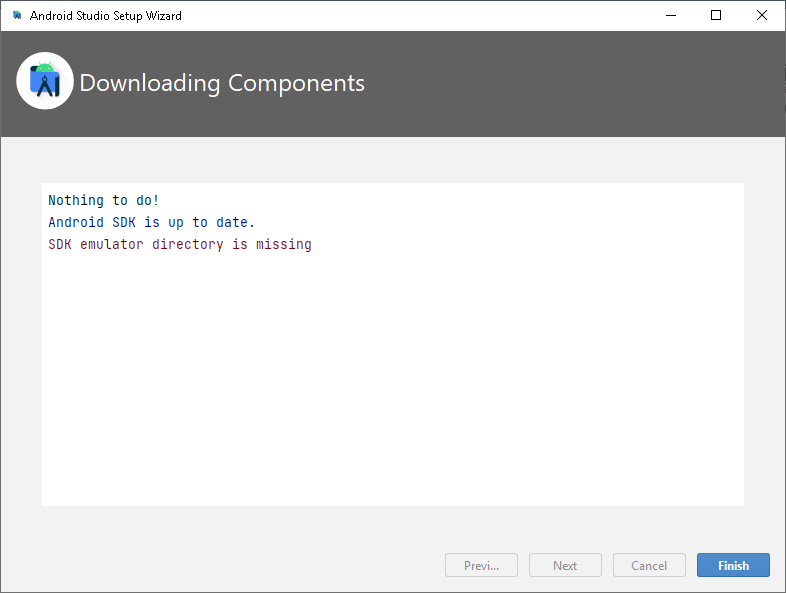 Android Studio Setup Wizard
Downloading Components
Nothing to do!
Android SDK is up to date.
SDK emulator directory is missing
Previ...
Next
Cancel
Finish